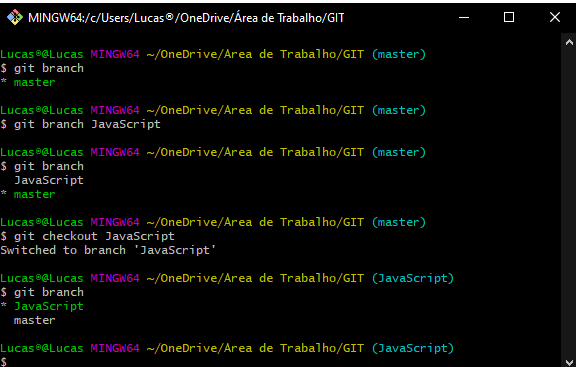 MINGW64:/c/Users/Lucas®/OneDrive/Área de Trabalho/GIT
Lucas®@Lucas MINGW64 ~/OneDrive/Área de Trabalho/GIT (master)
$ git branch
* master
Lucas®@Lucas MINGW64 ~/OneDrive/Área de Trabalho/GIT (master)
$ git branch JavaScript
Lucas®@Lucas MINGW64 ~/OneDrive/Área de Trabalho/GIT (master)
$ git branch
  JavaScript
* master
Lucas®@Lucas MINGW64 ~/OneDrive/Área de Trabalho/GIT (master)
$ git checkout JavaScript
Switched to branch 'JavaScript'
Lucas®@Lucas MINGW64 ~/OneDrive/Área de Trabalho/GIT (JavaScript)
$ git branch
* JavaScript
  master
Lucas®@Lucas MINGW64 ~/OneDrive/Área de Trabalho/GIT (JavaScript)
$